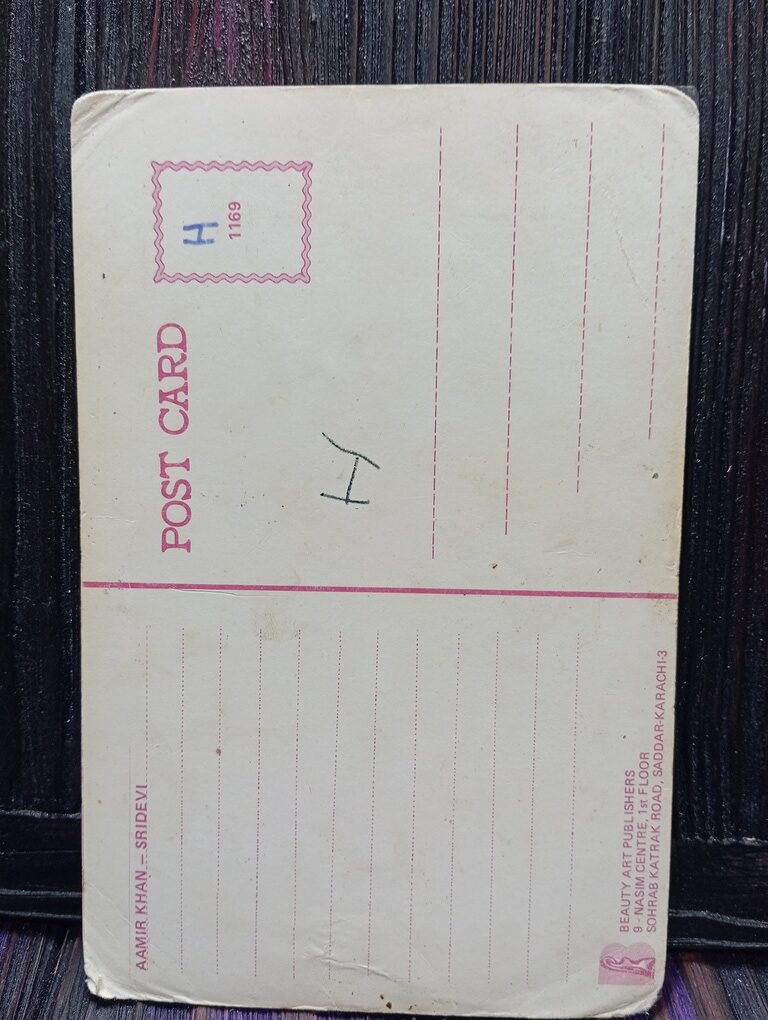 AAMIR KHAN – SRIDEVI
POST CARD
H
1169
H
BEAUTY ART PUBLISHERS
9 - NASIM CENTRE, 1st FLOOR
SOHRAB KATRAK ROAD, SADDAR-KARACHI-3